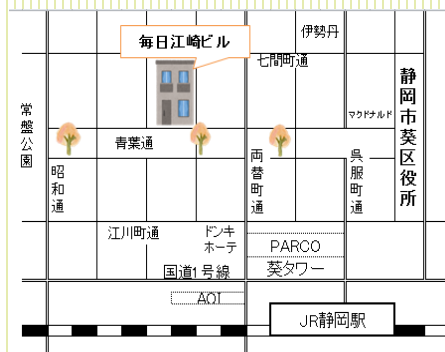 伊勢丹
毎日江崎ビル
七間町通
マクドナルド
静岡市葵区役所
常盤公園
青葉通
昭和通
両替町通
呉服町通
江川町通
ドンキ
ホーテ
PARCO
国道1号線
葵タワー
AOI
JR静岡駅